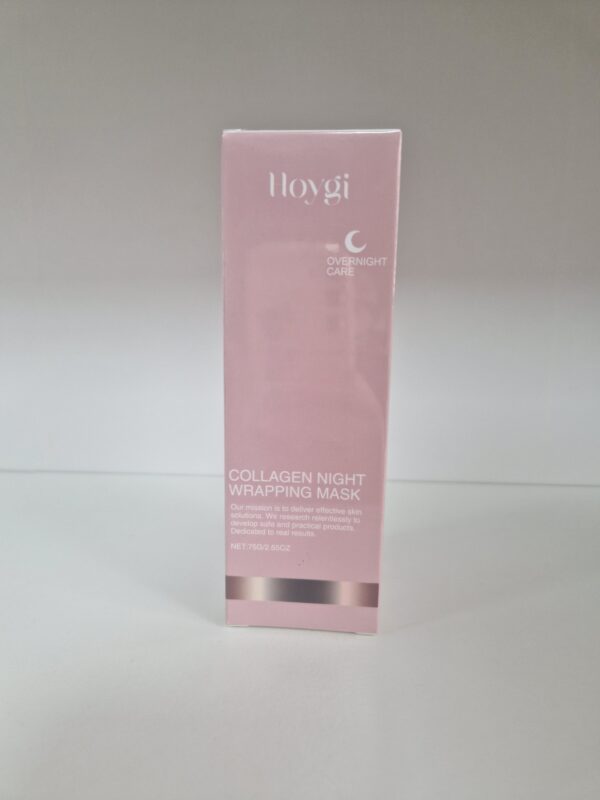 Hoygi
OVERNIGHT
CARE
COLLAGEN NIGHT
WRAPPING MASK
Our mission is to deliver effective skin
solutions. We research relentlessly to
develop safe and practical products.
Dedicated to real results.
NET:75G/2.65OZ